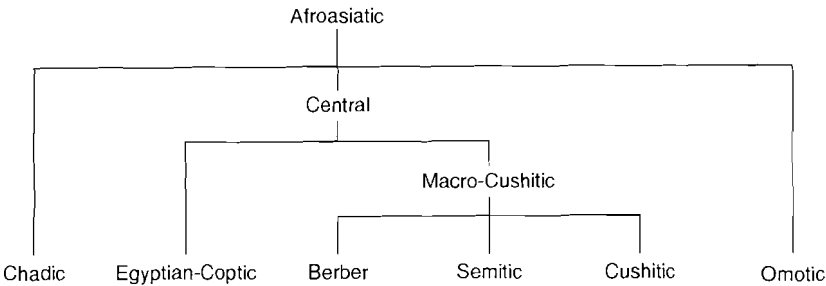 Afroasiatic
Central
Macro-Cushitic
Chadic Egyptian-Coptic Berber Semitic Cushitic Omotic